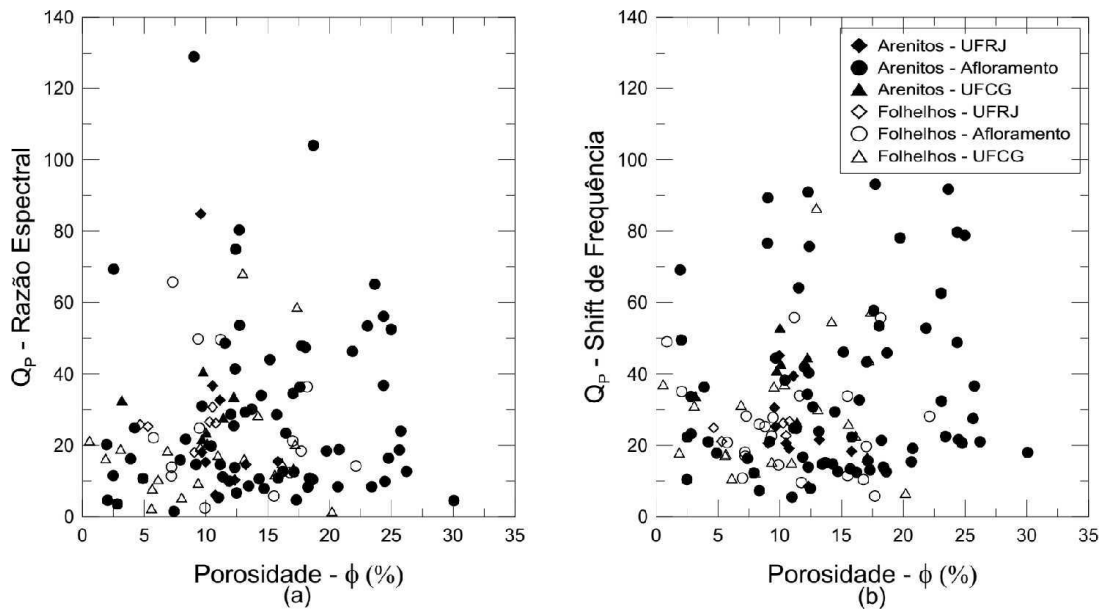 140
120
100
80
60
40
20
0
Qp - Razão Espectral
0 5 10 15 20 25 30 35
Porosidade - ϕ (%)
(a)
140
120
100
80
60
40
20
0
Qp - Shift de Frequência
Arenitos - UFRJ
Arenitos - Afloramento
Arenitos - UFCG
Folhelhos - UFRJ
Folhelhos - Afloramento
Folhelhos - UFCG
0 5 10 15 20 25 30 35
Porosidade - ϕ (%)
(b)